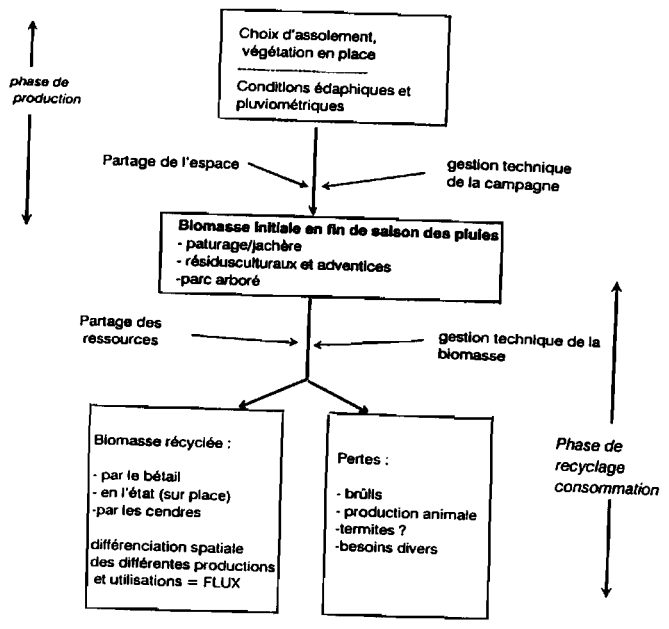 Choix d'assolement,
végétation en place
Conditions édaphiques et
pluviométriques
phase de
production
Partage de l'espace
gestion technique
de la campagne
Biomasse initiale en fin de saison des pluies
- paturage/jachère
- résidusculturaux et adventices
-parc arboré
Partage des
ressources
gestion technique de la
biomasse
Biomasse récyciée :
- par le bétail
- en l'état (sur place)
-par les cendres
différenciation spatiale
des différentes productions
et utilisations = FLUX
Pertes :
- brûlls
- production animale
-termites ?
-besoins divers
Phase de
recyclage
consommation